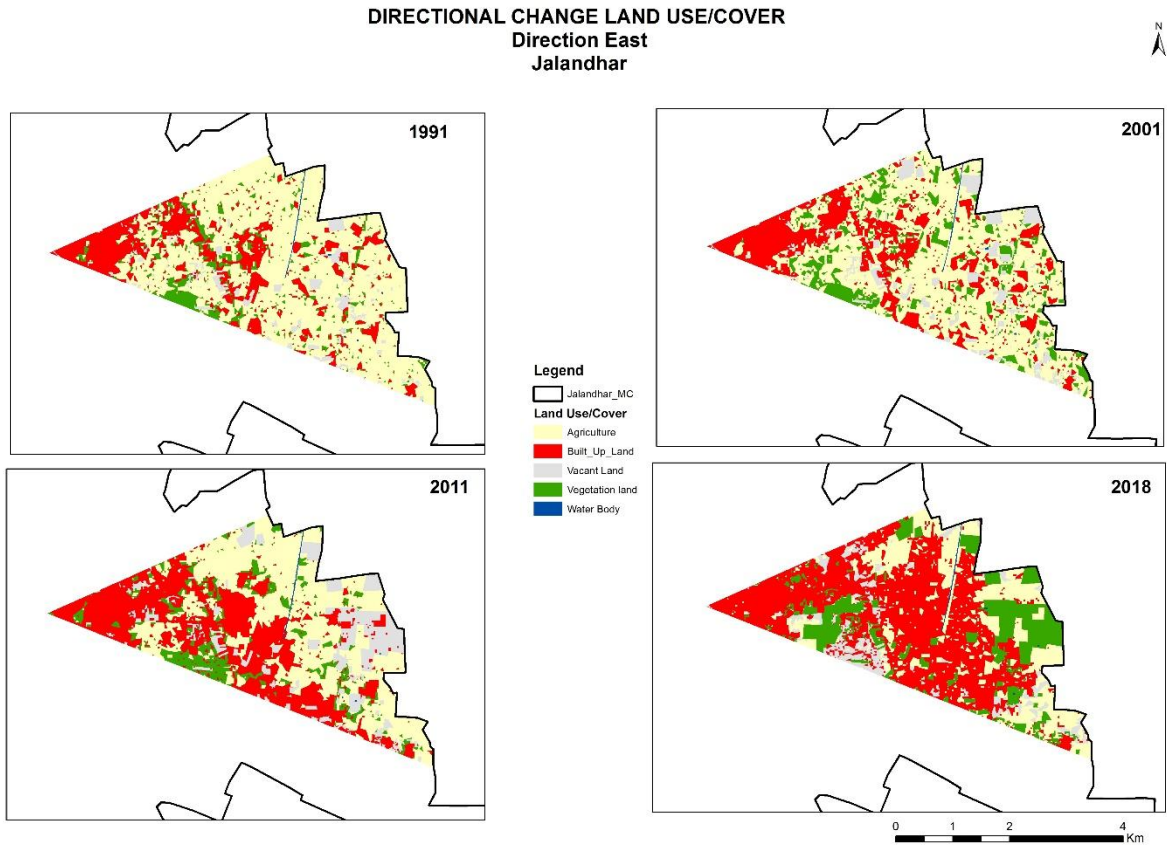 DIRECTIONAL CHANGE LAND USE/COVER
Direction East
Jalandhar
N
1991
2001
Legend
Jalandhar_MC
Land Use/Cover
Agriculture
Built_Up_Land
Vacant Land
Vegetation land
Water Body
2011
2018
0 1 2 4
Km